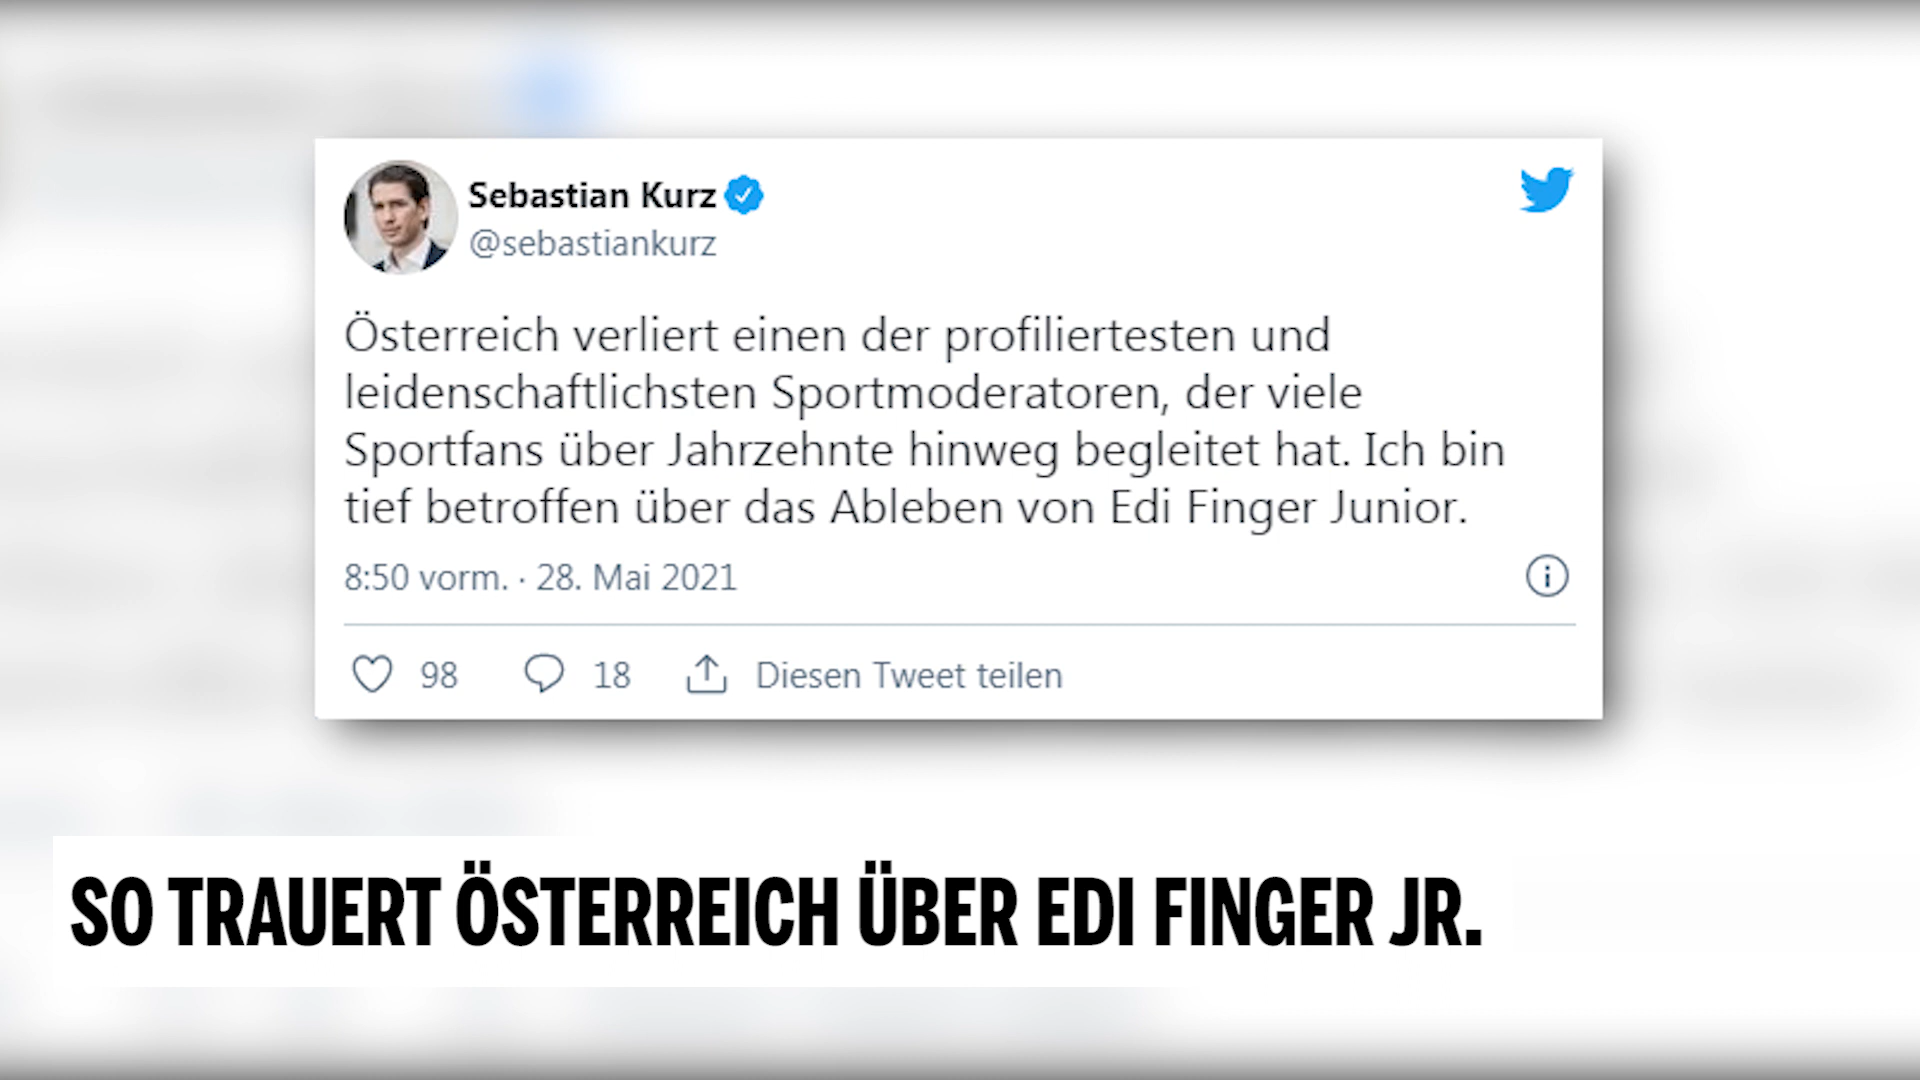 Sebastian Kurz
@sebastiankurz
Österreich verliert einen der profiliertesten und
leidenschaftlichsten Sportmoderatoren, der viele
Sportfans über Jahrzehnte hinweg begleitet hat. Ich bin
tief betroffen über das Ableben von Edi Finger Junior.
8:50 vorm. · 28. Mai 2021
98 18 Diesen Tweet teilen
SO TRAUERT ÖSTERREICH ÜBER EDI FINGER JR.